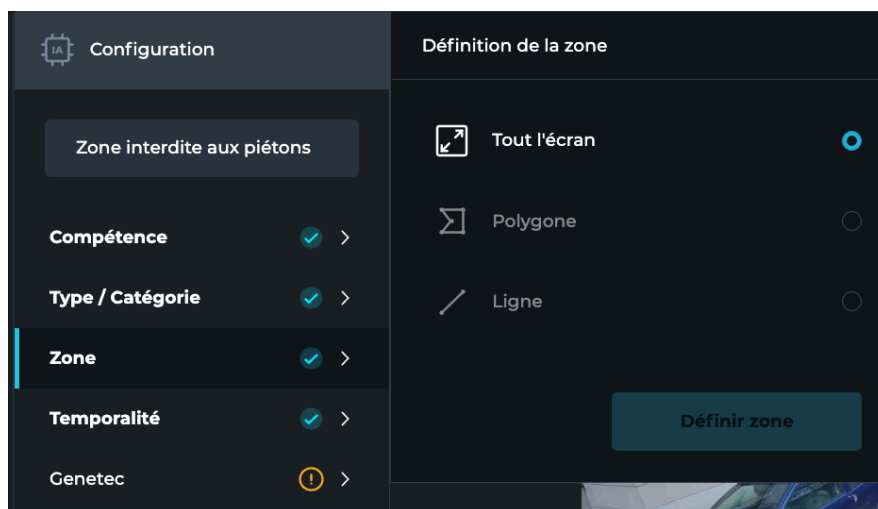 IA
Configuration
Zone interdite aux piétons
Compétence
Type / Catégorie
Zone
Temporalité
Genetec
Définition de la zone
Tout l'écran
Polygone
Ligne
Définir zone